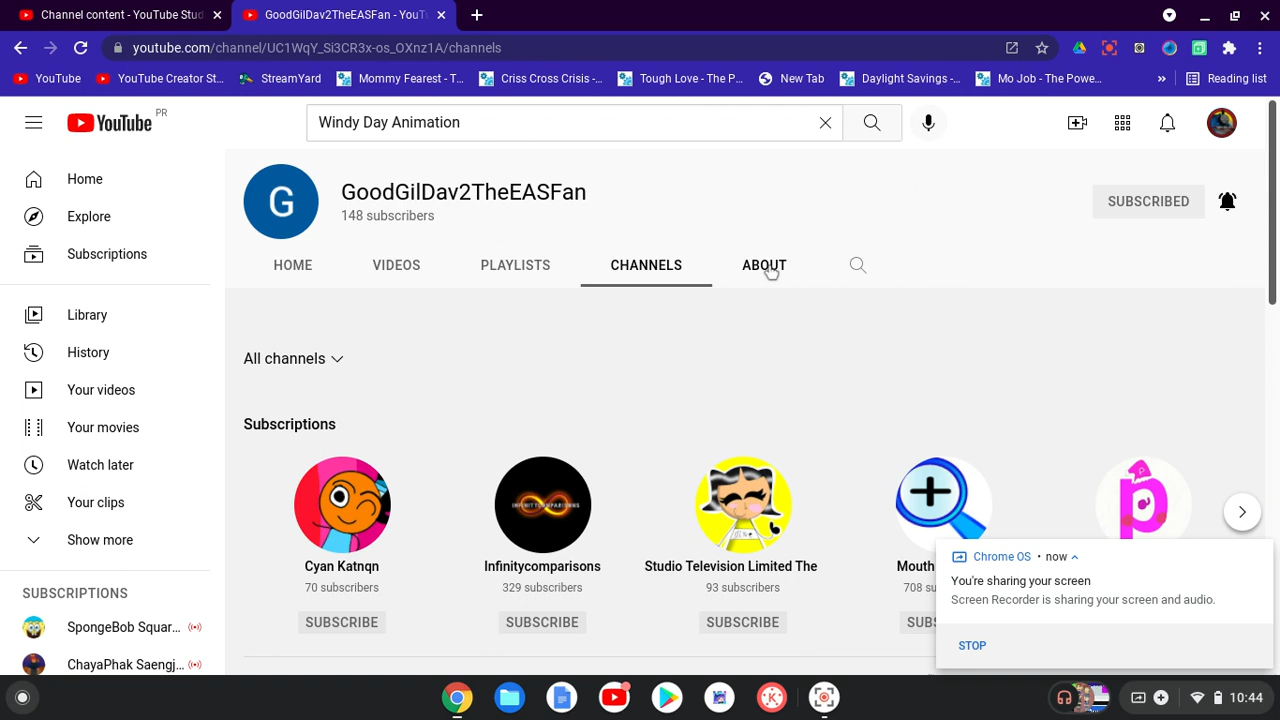 Channel content - YouTube Stud
GoodGilDav2TheEASFan - YouTu
youtube.com/channel/UC1WqY_Si3CR3x-os_OXnz1A/channels
YouTube
YouTube Creator St...
StreamYard
Mommy Fearest - T...
Criss Cross Crisis -...
Tough Love - The P...
New Tab
Daylight Savings -...
Mo Job - The Powe...
»
Reading list
YouTube PR
Windy Day Animation
Home
Explore
Subscriptions
Library
History
Your videos
Your movies
Watch later
Your clips
Show more
SUBSCRIPTIONS
SpongeBob Squar...
ChayaPhak Saengj...
G
GoodGilDav2TheEASFan
148 subscribers
SUBSCRIBED
HOME
VIDEOS
PLAYLISTS
CHANNELS
ABOUT
All channels
Subscriptions
INFINITYCOMPARISONS
Cyan Katnqn
70 subscribers
SUBSCRIBE
Infinitycomparisons
329 subscribers
SUBSCRIBE
Studio Television Limited The
93 subscribers
SUBSCRIBE
Mouth
708 su
SUBS
Chrome OS • now
You're sharing your screen
Screen Recorder is sharing your screen and audio.
STOP
10:44